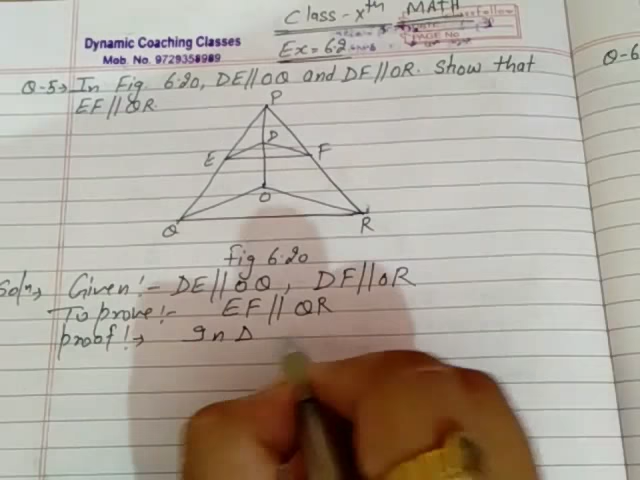 Class-Xth MATH
Dynamic Coaching Classes
Mob. No. 9729358989
Ex=6.2
Q-5→ In Fig 6.20, DE||OQ and DF||OR. Show that
EF||QR.
Q-6
P
D
E
F
O
Q
R
fig 6.20
Soln→ Given!- DE||OQ, DF||OR
To prove!- EF||QR
proof!→ In Δ